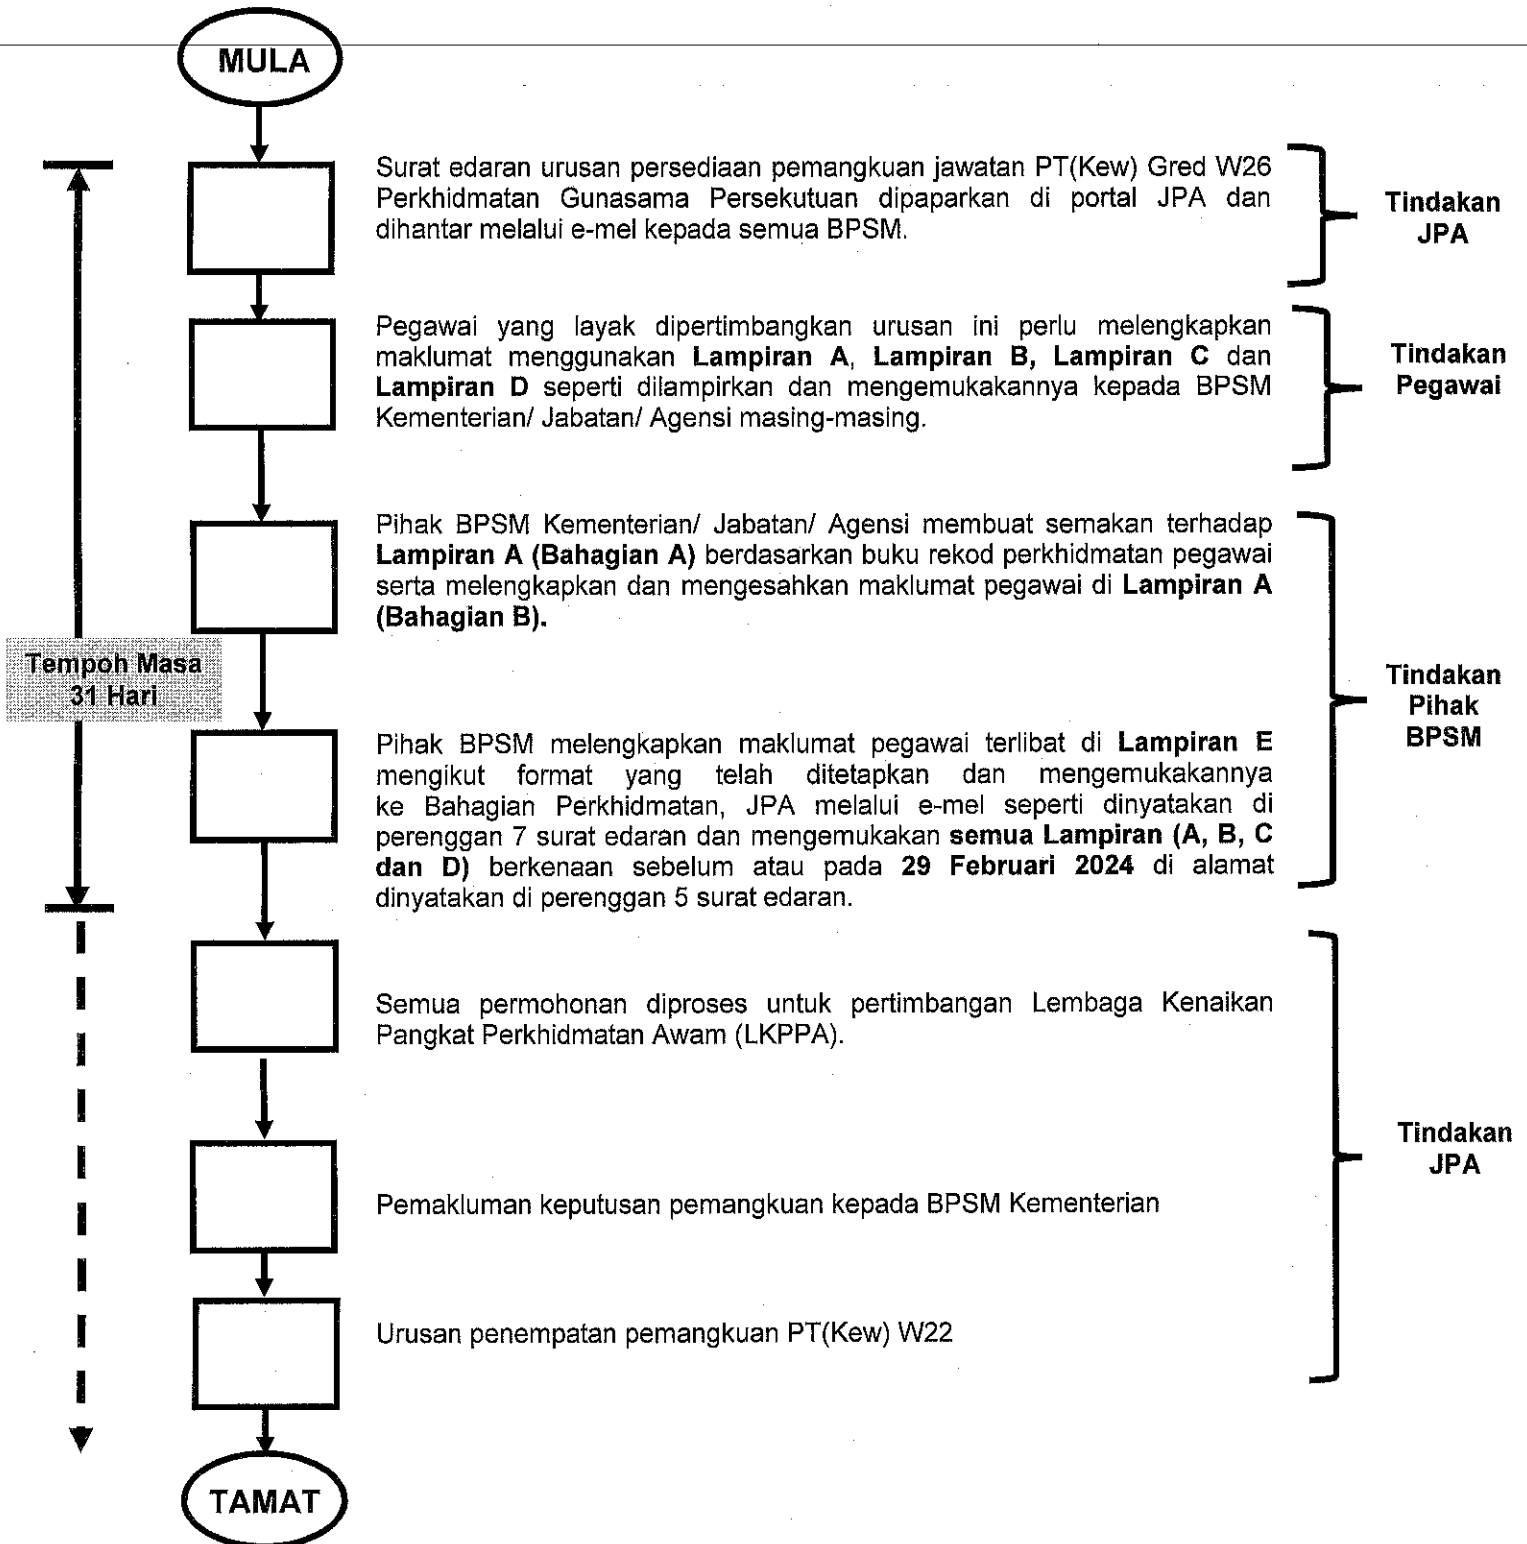 MULA
Surat edaran urusan persediaan pemangkuan jawatan PT(Kew) Gred W26
Perkhidmatan Gunasama Persekutuan dipaparkan di portal JPA dan
dihantar melalui e-mel kepada semua BPSM.
Tindakan
JPA
Pegawai yang layak dipertimbangkan urusan ini perlu melengkapkan
maklumat menggunakan Lampiran A, Lampiran B, Lampiran C dan
Lampiran D seperti dilampirkan dan mengemukakannya kepada BPSM
Kementerian/ Jabatan/ Agensi masing-masing.
Tindakan
Pegawai
Pihak BPSM Kementerian/ Jabatan/ Agensi membuat semakan terhadap
Lampiran A (Bahagian A) berdasarkan buku rekod perkhidmatan pegawai
serta melengkapkan dan mengesahkan maklumat pegawai di Lampiran A
(Bahagian B).
Tempoh Masa
31 Hari
Tindakan
Pihak
BPSM
Pihak BPSM melengkapkan maklumat pegawai terlibat di Lampiran E
mengikut format yang telah ditetapkan dan mengemukakannya
ke Bahagian Perkhidmatan, JPA melalui e-mel seperti dinyatakan di
perenggan 7 surat edaran dan mengemukakan semua Lampiran (A, B, C
dan D) berkenaan sebelum atau pada 29 Februari 2024 di alamat
dinyatakan di perenggan 5 surat edaran.
Semua permohonan diproses untuk pertimbangan Lembaga Kenaikan
Pangkat Perkhidmatan Awam (LKPPA).
Tindakan
JPA
Pemakluman keputusan pemangkuan kepada BPSM Kementerian
Urusan penempatan pemangkuan PT(Kew) W22
TAMAT